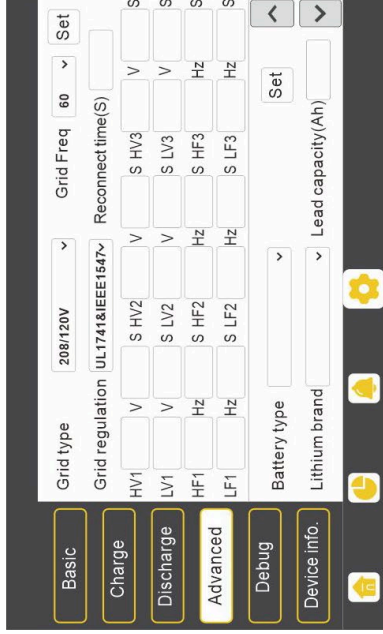 Basic
Charge
Discharge
Advanced
Debug
Device info.
Grid type 208/120V Grid Freq 60 Set
Grid regulation UL1741&IEEE1547 Reconnect time(S)
HV1 V S HV2 V S HV3 V S
LV1 V S LV2 V S LV3 V S
HF1 Hz S HF2 Hz S HF3 Hz S
LF1 Hz S LF2 Hz S LF3 Hz S
Battery type Set
Lithium brand Lead capacity(Ah)